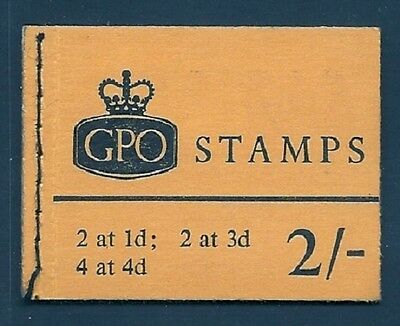 GPO STAMPS
2 at 1d; 2 at 3d
4 at 4d
2/-